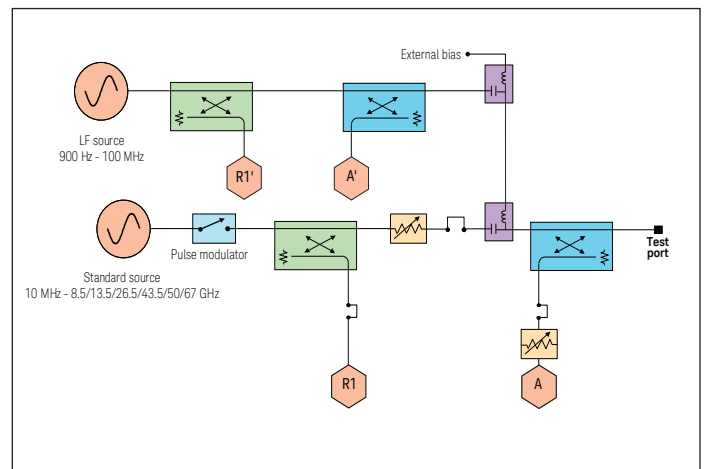 External bias
LF source
900 Hz - 100 MHz
R1'
A'
Pulse modulator
Test
port
Standard source
10 MHz - 8.5/13.5/26.5/43.5/50/67 GHz
R1
A